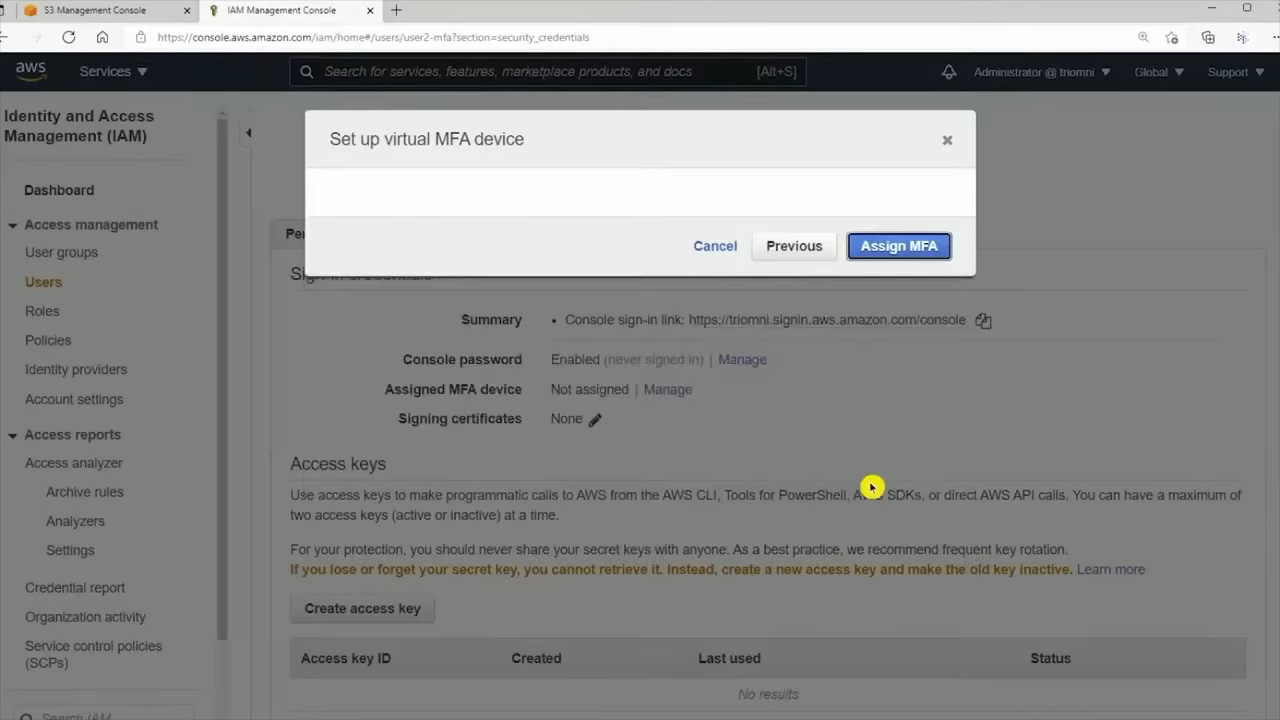 S3 Management Console
IAM Management Console
https://console.aws.amazon.com/iam/home#/users/user2-mfa?section=security_credentials
aws
Services
Search for services, features, marketplace products, and docs
[Alt+S]
Administrator @ triomni
Global
Support
Identity and Access
Management (IAM)
Dashboard
Access management
User groups
Users
Roles
Policies
Identity providers
Account settings
Access reports
Access analyzer
Archive rules
Analyzers
Settings
Credential report
Organization activity
Service control policies
(SCPs)
Search IAM
Set up virtual MFA device
Cancel
Previous
Assign MFA
Sign-in credentials
Summary
• Console sign-in link: https://triomni.signin.aws.amazon.com/console
Console password
Enabled (never signed in) | Manage
Assigned MFA device
Not assigned | Manage
Signing certificates
None
Access keys
Use access keys to make programmatic calls to AWS from the AWS CLI, Tools for PowerShell, AWS SDKs, or direct AWS API calls. You can have a maximum of
two access keys (active or inactive) at a time.
For your protection, you should never share your secret keys with anyone. As a best practice, we recommend frequent key rotation.
If you lose or forget your secret key, you cannot retrieve it. Instead, create a new access key and make the old key inactive. Learn more
Create access key
Access key ID
Created
Last used
Status
No results